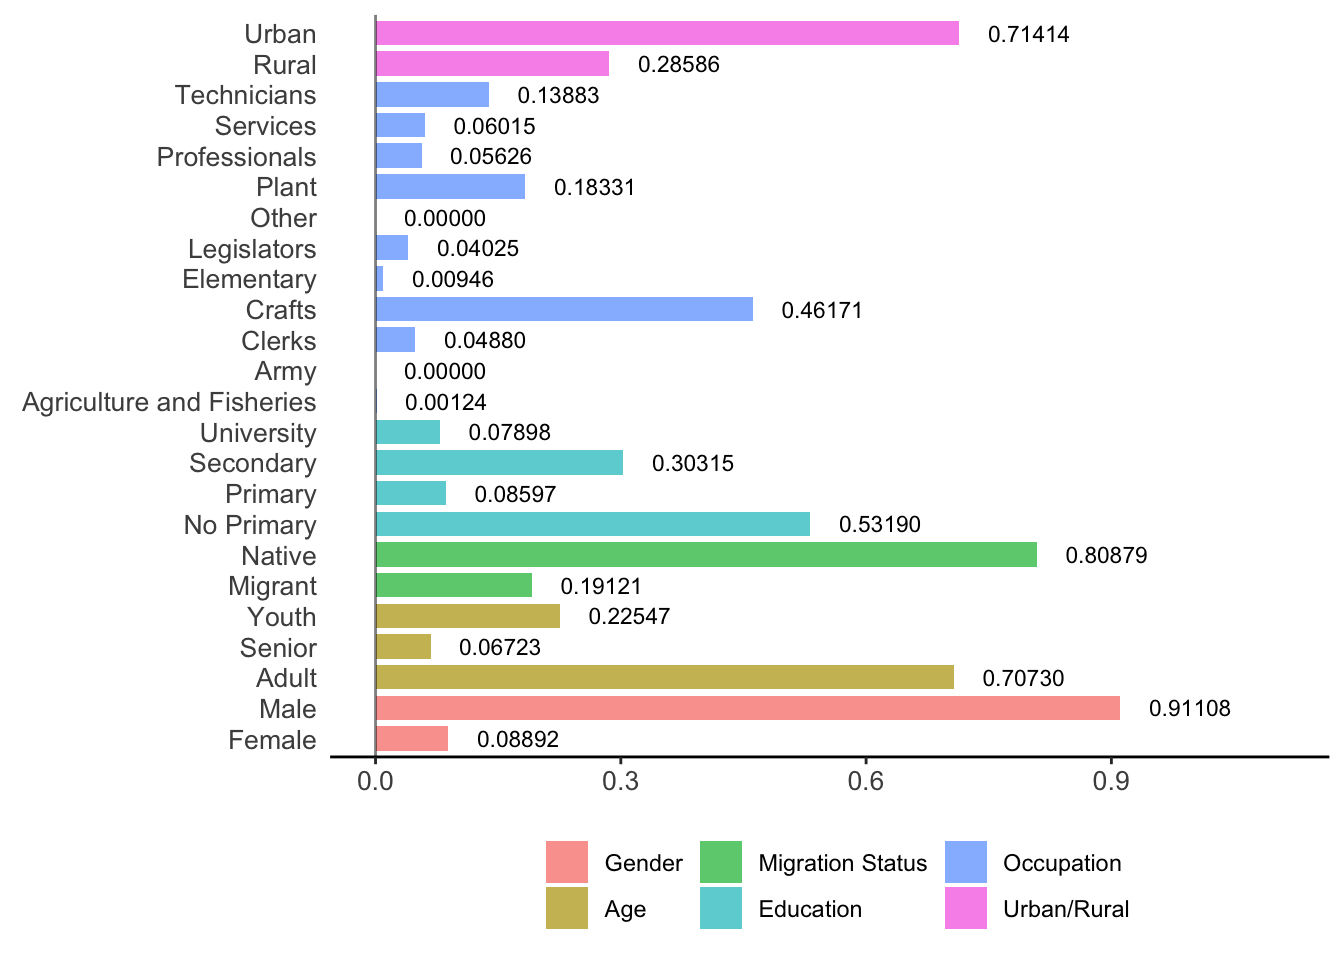 Urban 0.71414
Rural 0.28586
Technicians 0.13883
Services 0.06015
Professionals 0.05626
Plant 0.18331
Other 0.00000
Legislators 0.04025
Elementary 0.00946
Crafts 0.46171
Clerks 0.04880
Army 0.00000
Agriculture and Fisheries 0.00124
University 0.07898
Secondary 0.30315
Primary 0.08597
No Primary 0.53190
Native 0.80879
Migrant 0.19121
Youth 0.22547
Senior 0.06723
Adult 0.70730
Male 0.91108
Female 0.08892
0.0 0.3 0.6 0.9
Gender Migration Status Occupation
Age Education Urban/Rural